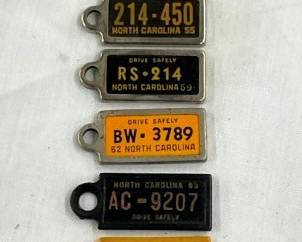 214-450
NORTH CAROLINA 55
DRIVE SAFELY
RS-214
NORTH CAROLINA 59
DRIVE SAFELY
BW-3789
62 NORTH CAROLINA
NORTH CAROLINA 63
AC-9207
DRIVE SAFELY